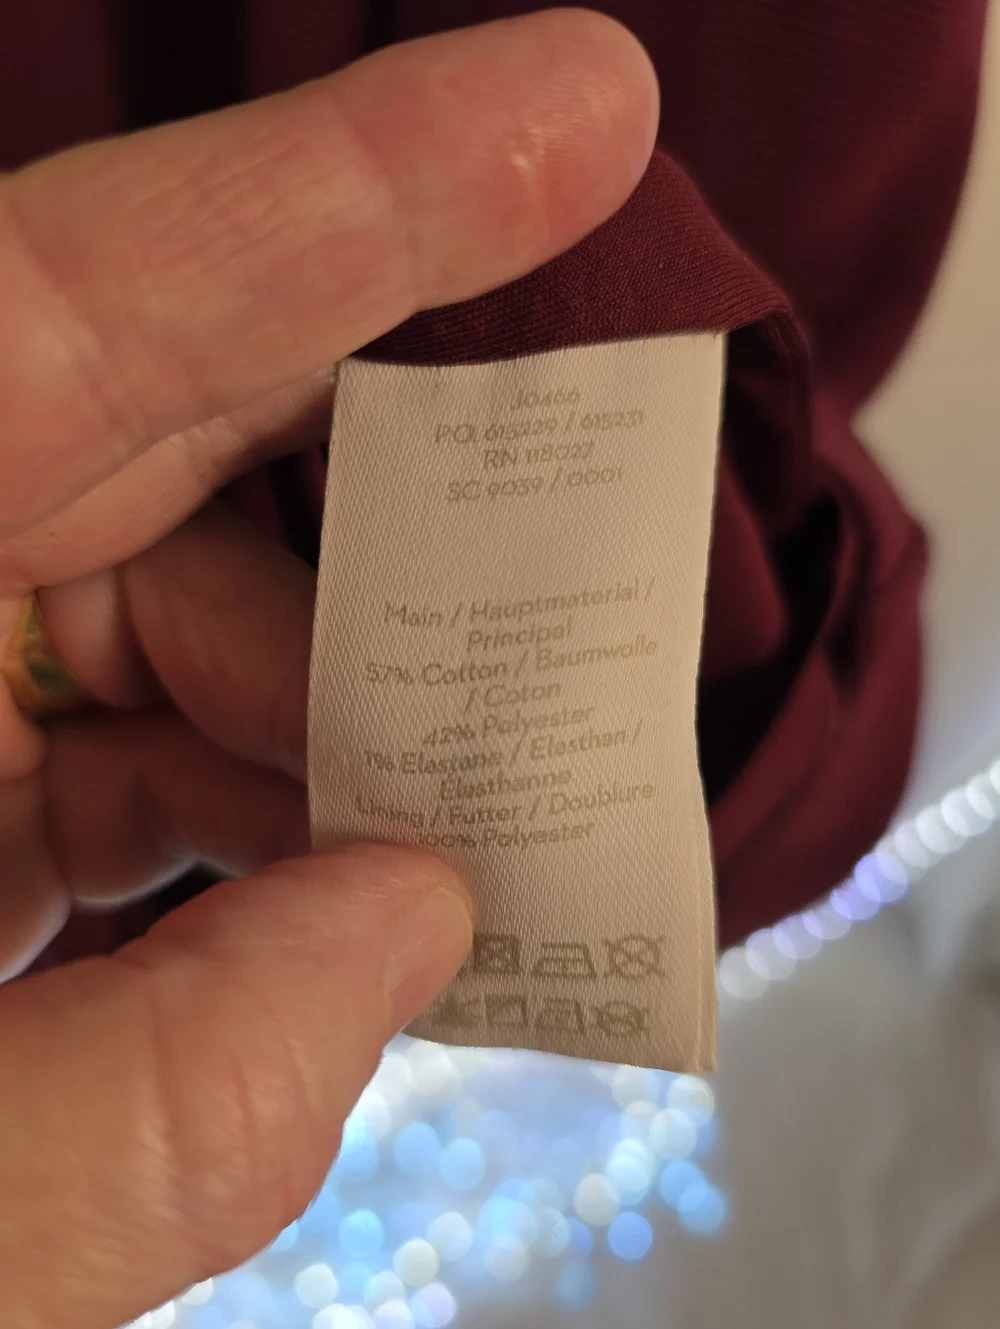 J0466
P.O. 615229 / 615231
RN 118027
SC 9039 / 0001
Main / Hauptmaterial /
Principal
57% Cotton / Baumwolle
/ Coton
42% Polyester
1% Elastane / Elasthan /
Élasthanne
Lining / Futter / Doublure
100% Polyester